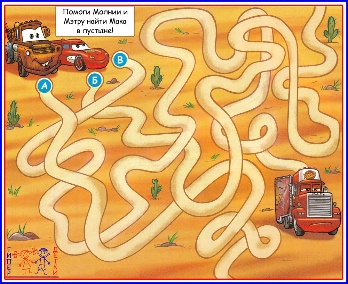 Помоги Молнии и
Мэтру найти Мака
в пустыне!
А
Б
В